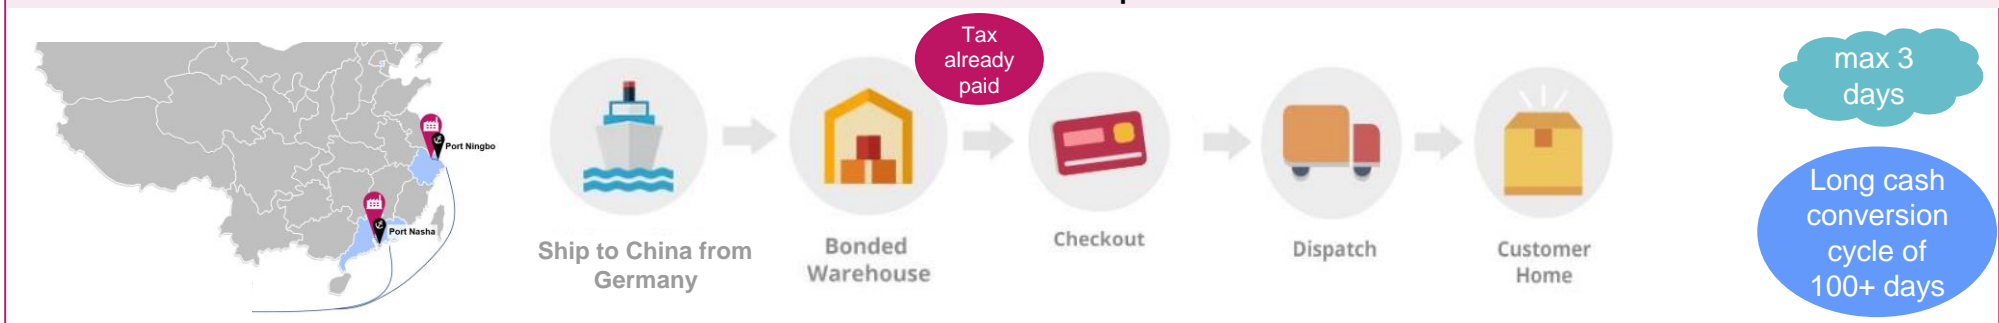 Port Ningbo
Port Nasha
Ship to China from
Germany
Bonded
Warehouse
Tax
already
paid
Checkout
Dispatch
Customer
Home
max 3
days
Long cash
conversion
cycle of
100+ days